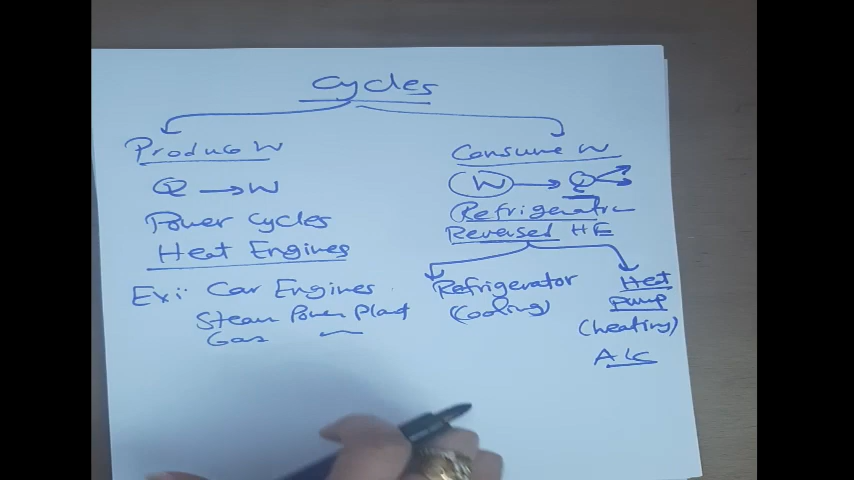 Cycles
Produce W
Q → W
Power Cycles
Heat Engines
Ex: Car Engines
Steam Power Plant
Gas
Consume W
W → Q
Refrigeration
Reversed HE
Refrigerator
(cooling)
Heat
Pump
(heating)
A/C